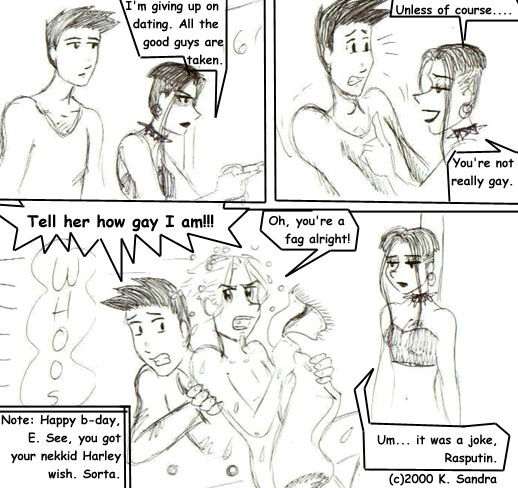 I'm giving up on
dating. All the
good guys are
taken.
Unless of course....
You're not
really gay.
Tell her how gay I am!!!
Oh, you're a
fag alright!
WHOOS
Note: Happy b-day,
E. See, you got
your nekkid Harley
wish. Sorta.
Um... it was a joke,
Rasputin.
(c)2000 K. Sandra